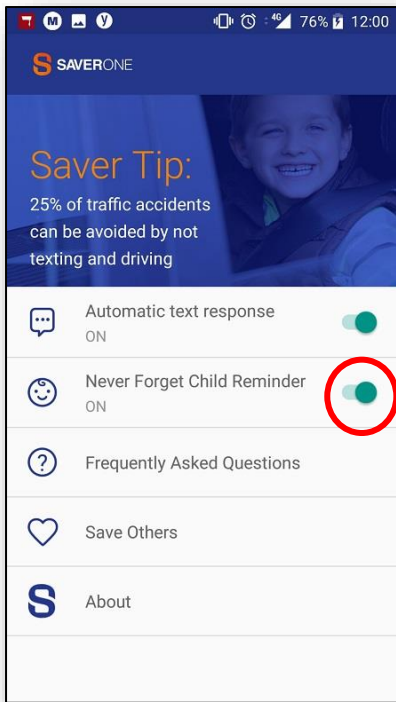 4G 76% 12:00
S SAVERONE
Saver Tip:
25% of traffic accidents
can be avoided by not
texting and driving
Automatic text response
ON
Never Forget Child Reminder
ON
Frequently Asked Questions
Save Others
S About